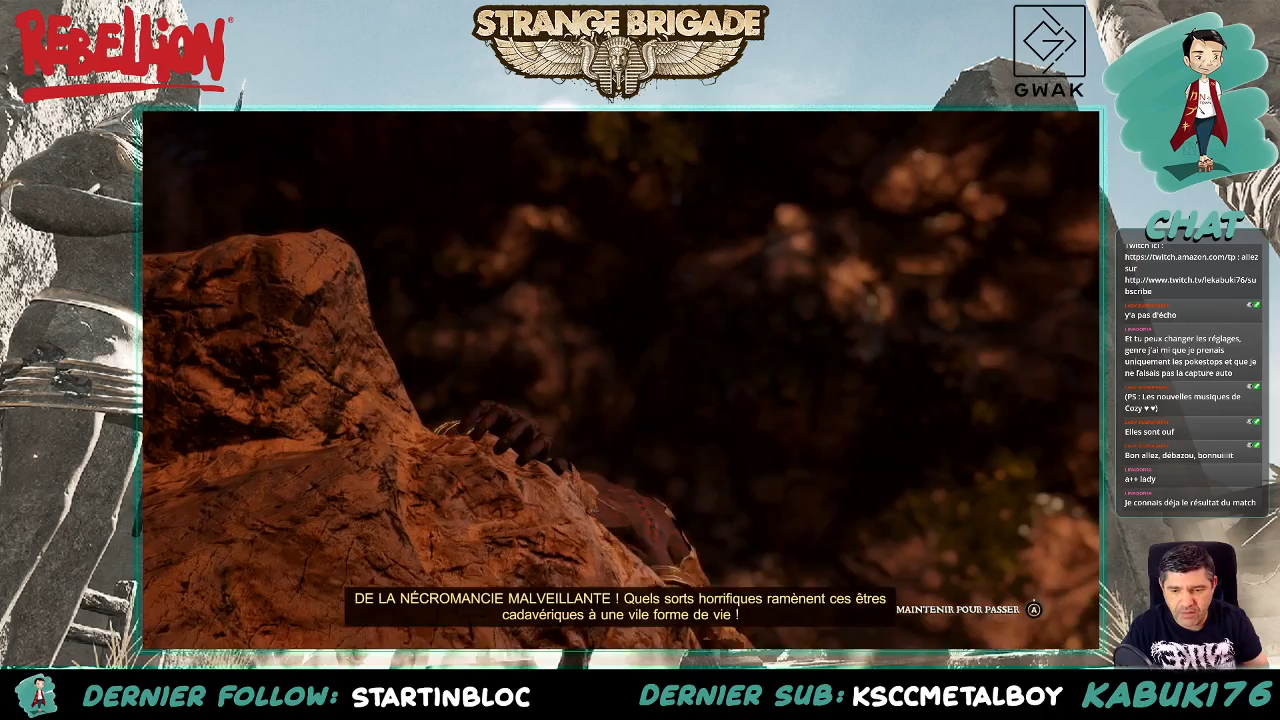 REBELLION
STRANGE BRIGADE
GWAK
CHAT
Twitch ici :
https://twitch.amazon.com/tp : allez
sur
http://www.twitch.tv/lekabuki76/su
bscribe
y'a pas d'écho
Et tu peux changer les réglages,
genre j'ai mi que je prenais
uniquement les pokestops et que je
ne faisais pas la capture auto
(PS : Les nouvelles musiques de
Cozy ♥ ♥)
Elles sont ouf
Bon allez, débazou, bonnuiiiit
a++ lady
Je connais déja le résultat du match
DE LA NÉCROMANCIE MALVEILLANTE ! Quels sorts horrifiques ramènent ces êtres
cadavériques à une vile forme de vie !
MAINTENIR POUR PASSER A
DERNIER FOLLOW: STARTINBLOC
DERNIER SUB: KSCCMETALBOY
KABUKI76